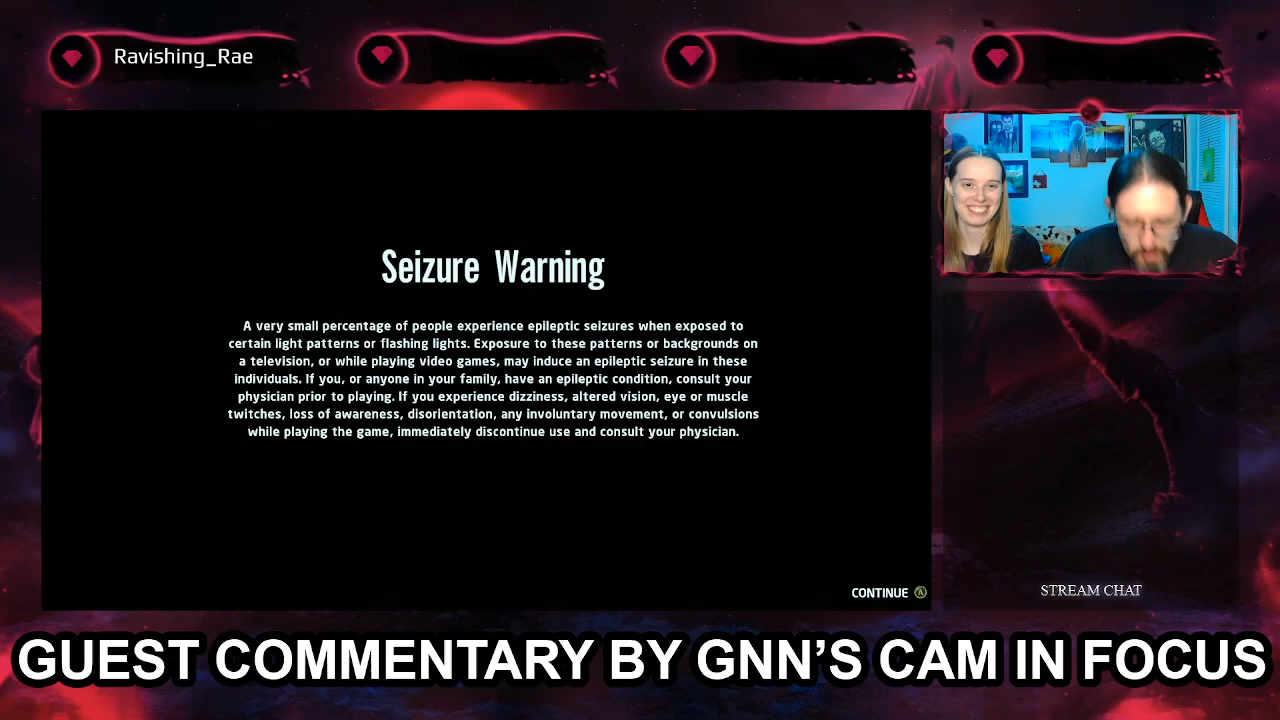 Ravishing_Rae
Seizure Warning
A very small percentage of people experience epileptic seizures when exposed to
certain light patterns or flashing lights. Exposure to these patterns or backgrounds on
a television, or while playing video games, may induce an epileptic seizure in these
individuals. If you, or anyone in your family, have an epileptic condition, consult your
physician prior to playing. If you experience dizziness, altered vision, eye or muscle
twitches, loss of awareness, disorientation, any involuntary movement, or convulsions
while playing the game, immediately discontinue use and consult your physician.
CONTINUE A
STREAM CHAT
GUEST COMMENTARY BY GNN’S CAM IN FOCUS